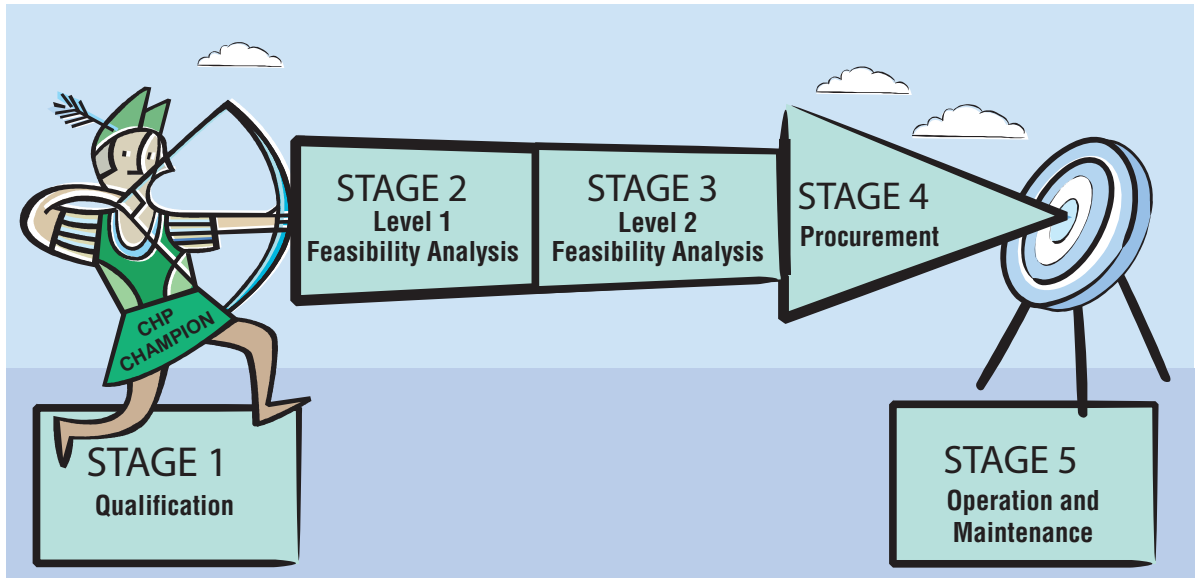 CHP
CHAMPION
STAGE 1
Qualification
STAGE 2
Level 1
Feasibility Analysis
STAGE 3
Level 2
Feasibility Analysis
STAGE 4
Procurement
STAGE 5
Operation and
Maintenance